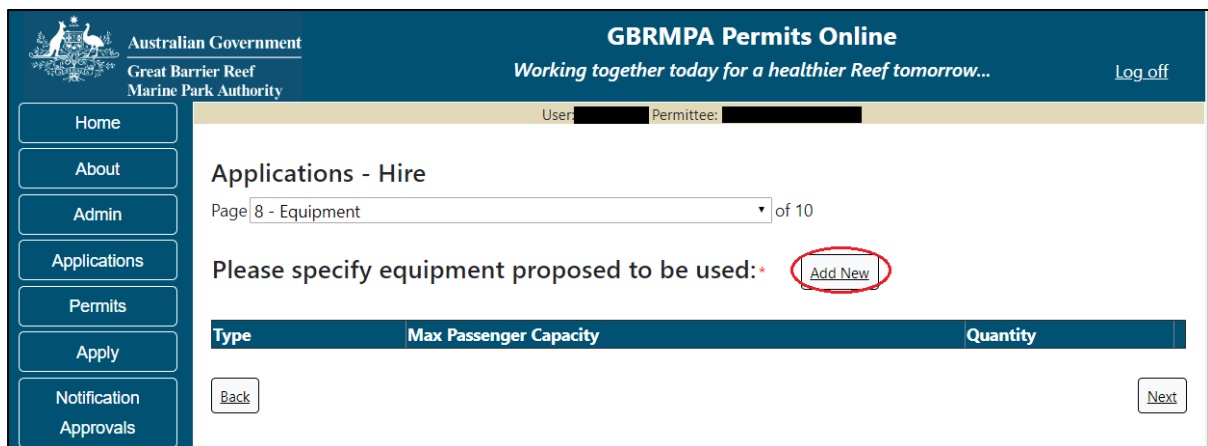 Australian Government
Great Barrier Reef
Marine Park Authority
GBRMPA Permits Online
Working together today for a healthier Reef tomorrow...
Log off
User: Permittee:
Home
About
Admin
Applications
Permits
Apply
Notification
Approvals
Applications - Hire
Page 8 - Equipment of 10
Please specify equipment proposed to be used:* Add New
Type Max Passenger Capacity Quantity
Back Next